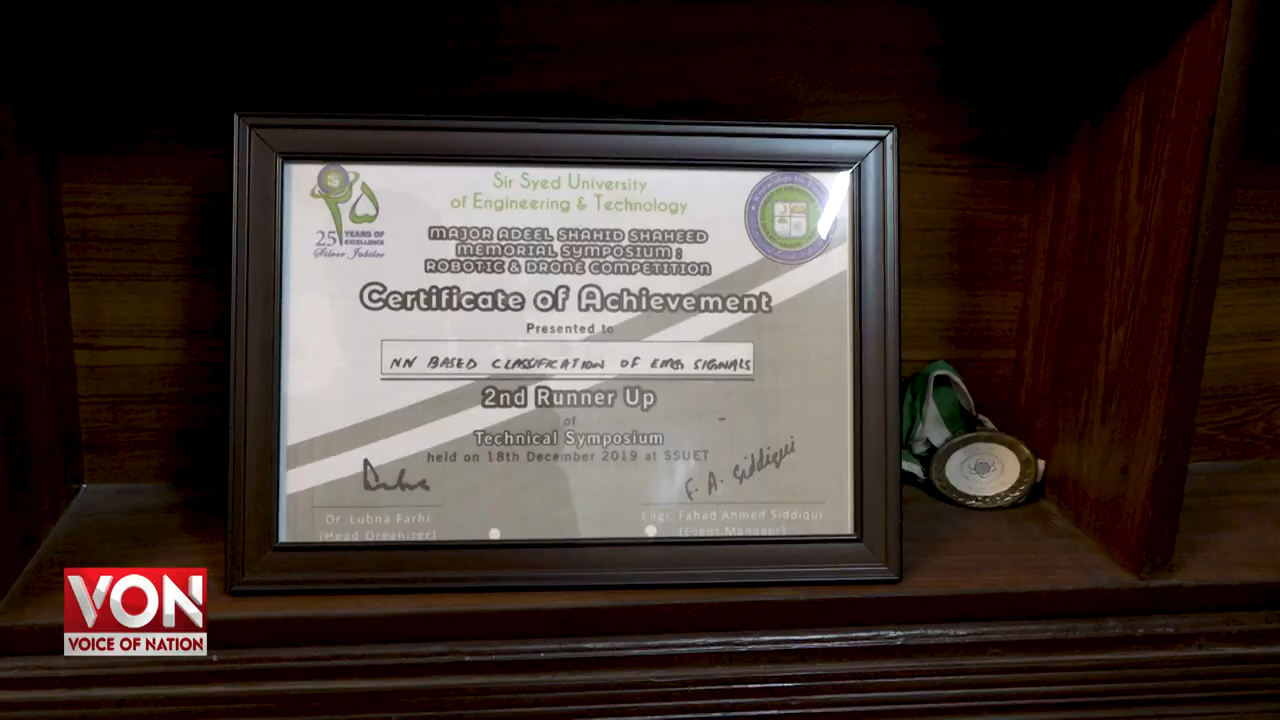 Sir Syed University
of Engineering & Technology
25 YEARS OF
EXCELLENCE
Silver Jubilee
MAJOR ADEEL SHAHID SHAHEED
MEMORIAL SYMPOSIUM :
ROBOTIC & DRONE COMPETITION
Certificate of Achievement
Presented to
NN BASED CLASSIFICATION OF EMG SIGNALS
2nd Runner Up
of
Technical Symposium
held on 18th December 2019 at SSUET
F. A. Siddiqui
Dr. Lubna Farhi
(Head Organizer)
Engr. Fahad Ahmed Siddiqui
(Event Manager)
VON
VOICE OF NATION